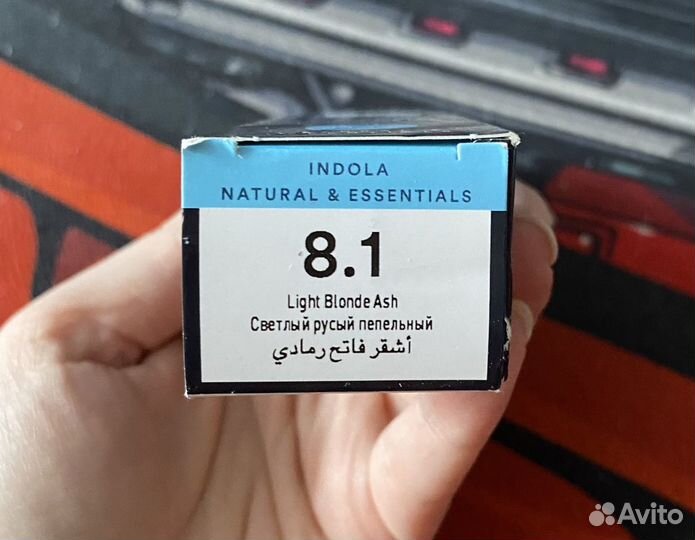 INDOLA
NATURAL & ESSENTIALS
8.1
Light Blonde Ash
Светлый русый пепельный
أشقر فاتح رمادي
Avito